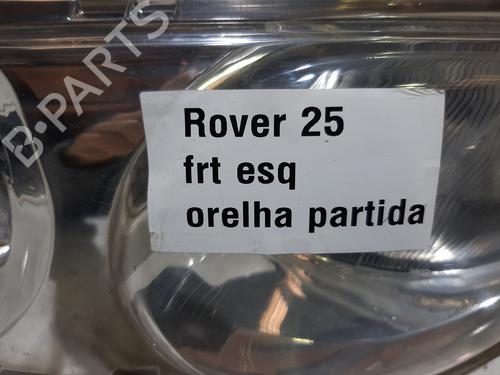 B-PARTS
Rover 25
frt esq
orelha partida